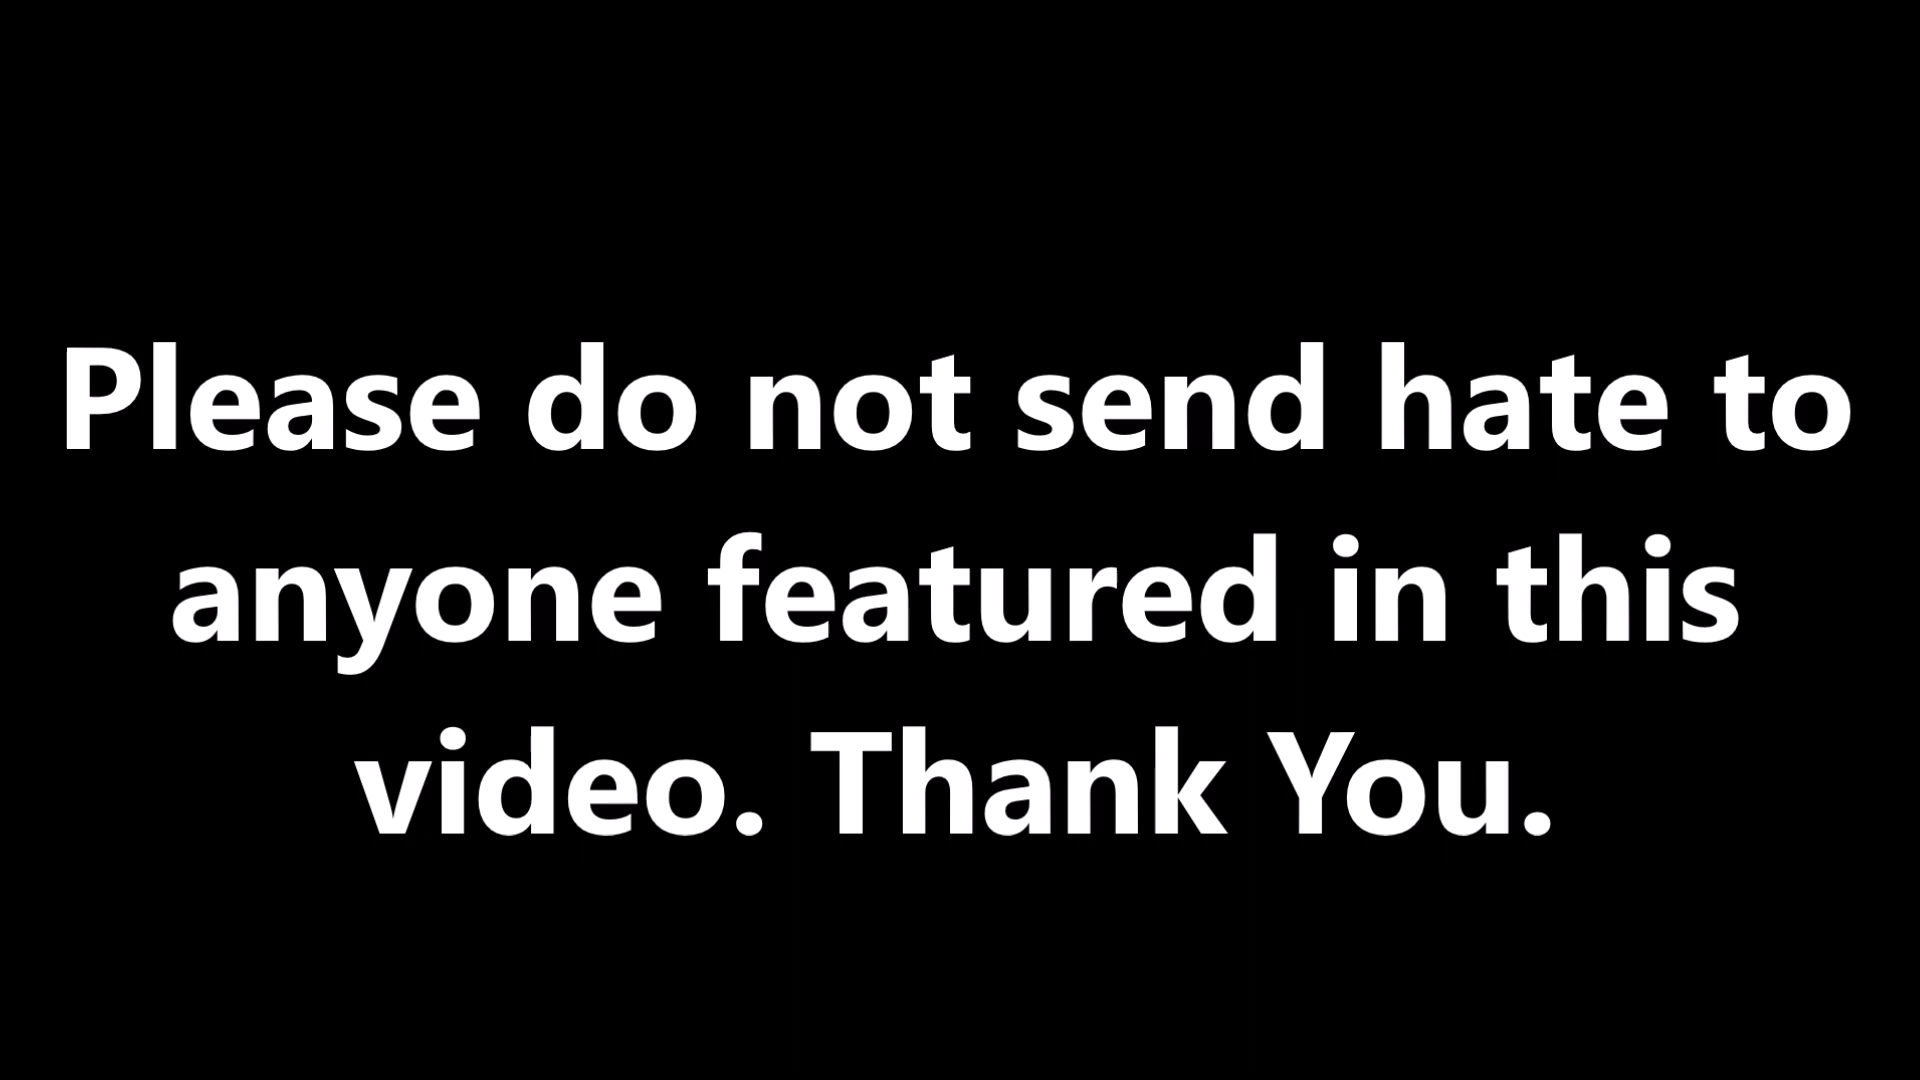 Please do not send hate to
anyone featured in this
video. Thank You.